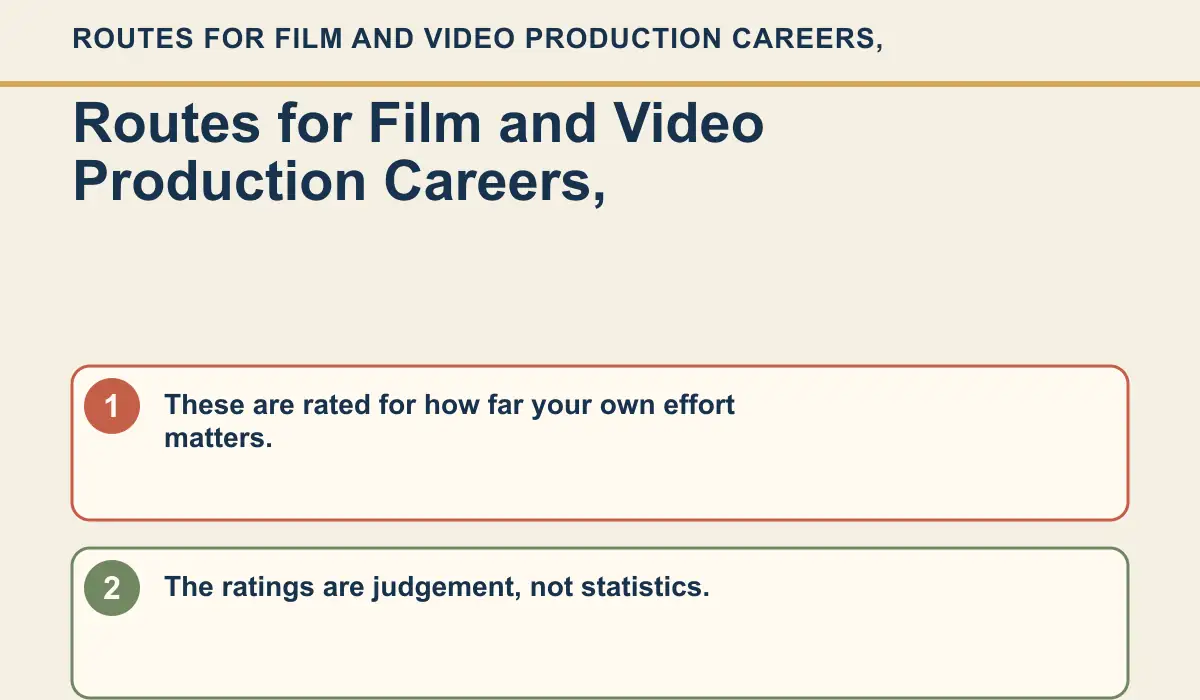 ROUTES FOR FILM AND VIDEO PRODUCTION CAREERS,
Routes for Film and Video
Production Careers,
1
These are rated for how far your own effort
matters.
2
The ratings are judgement, not statistics.